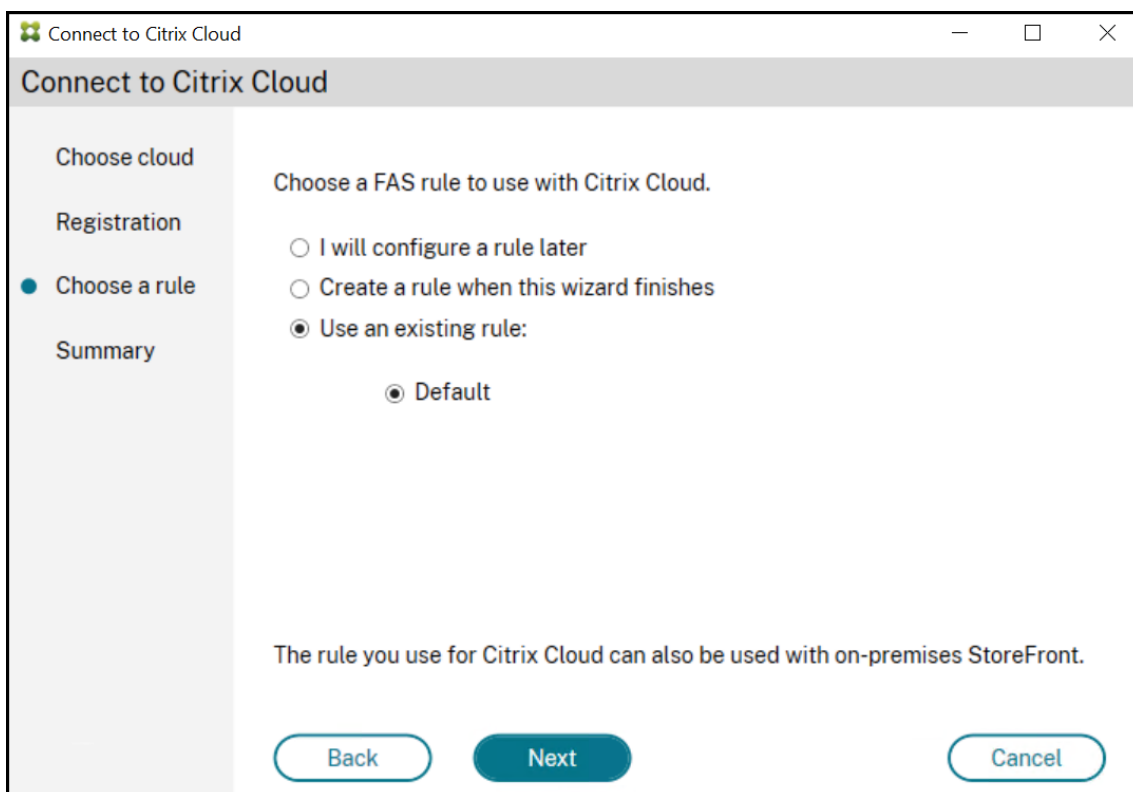 Connect to Citrix Cloud
Connect to Citrix Cloud
Choose cloud
Registration
Choose a rule
Summary
Choose a FAS rule to use with Citrix Cloud.
I will configure a rule later
Create a rule when this wizard finishes
Use an existing rule:
Default
The rule you use for Citrix Cloud can also be used with on-premises StoreFront.
Back
Next
Cancel